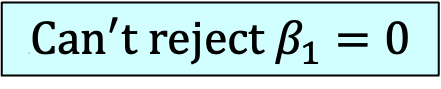 Can't reject β₁ = 0